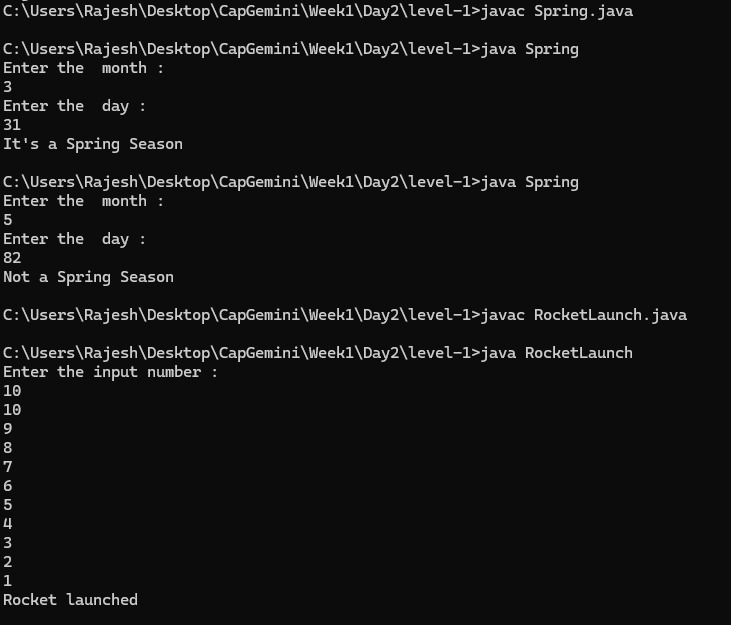 C:\Users\Rajesh\Desktop\CapGemini\Week1\Day2\level-1>javac Spring.java
C:\Users\Rajesh\Desktop\CapGemini\Week1\Day2\level-1>java Spring
Enter the  month :
3
Enter the  day :
31
It's a Spring Season
C:\Users\Rajesh\Desktop\CapGemini\Week1\Day2\level-1>java Spring
Enter the  month :
5
Enter the  day :
82
Not a Spring Season
C:\Users\Rajesh\Desktop\CapGemini\Week1\Day2\level-1>javac RocketLaunch.java
C:\Users\Rajesh\Desktop\CapGemini\Week1\Day2\level-1>java RocketLaunch
Enter the input number :
10
10
9
8
7
6
5
4
3
2
1
Rocket launched